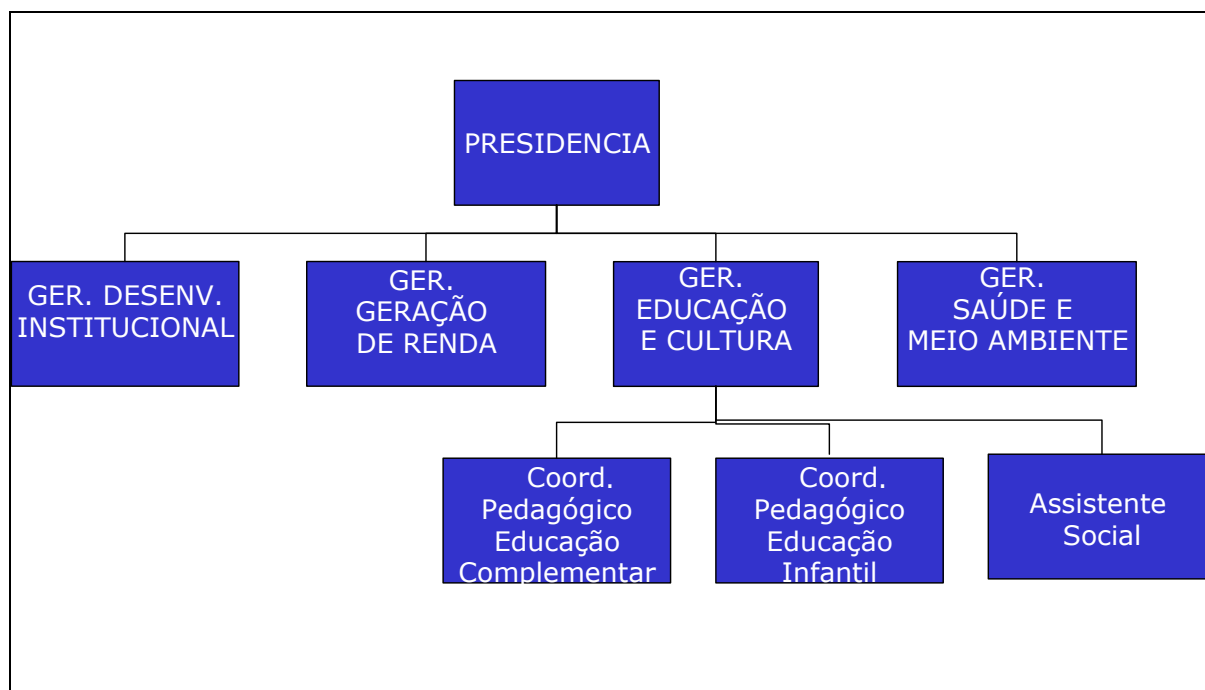 PRESIDENCIA
GER. DESENV.
INSTITUCIONAL
GER.
GERAÇÃO
DE RENDA
GER.
EDUCAÇÃO
E CULTURA
GER.
SAÚDE E
MEIO AMBIENTE
Coord.
Pedagógico
Educação
Complementar
Coord.
Pedagógico
Educação
Infantil
Assistente
Social